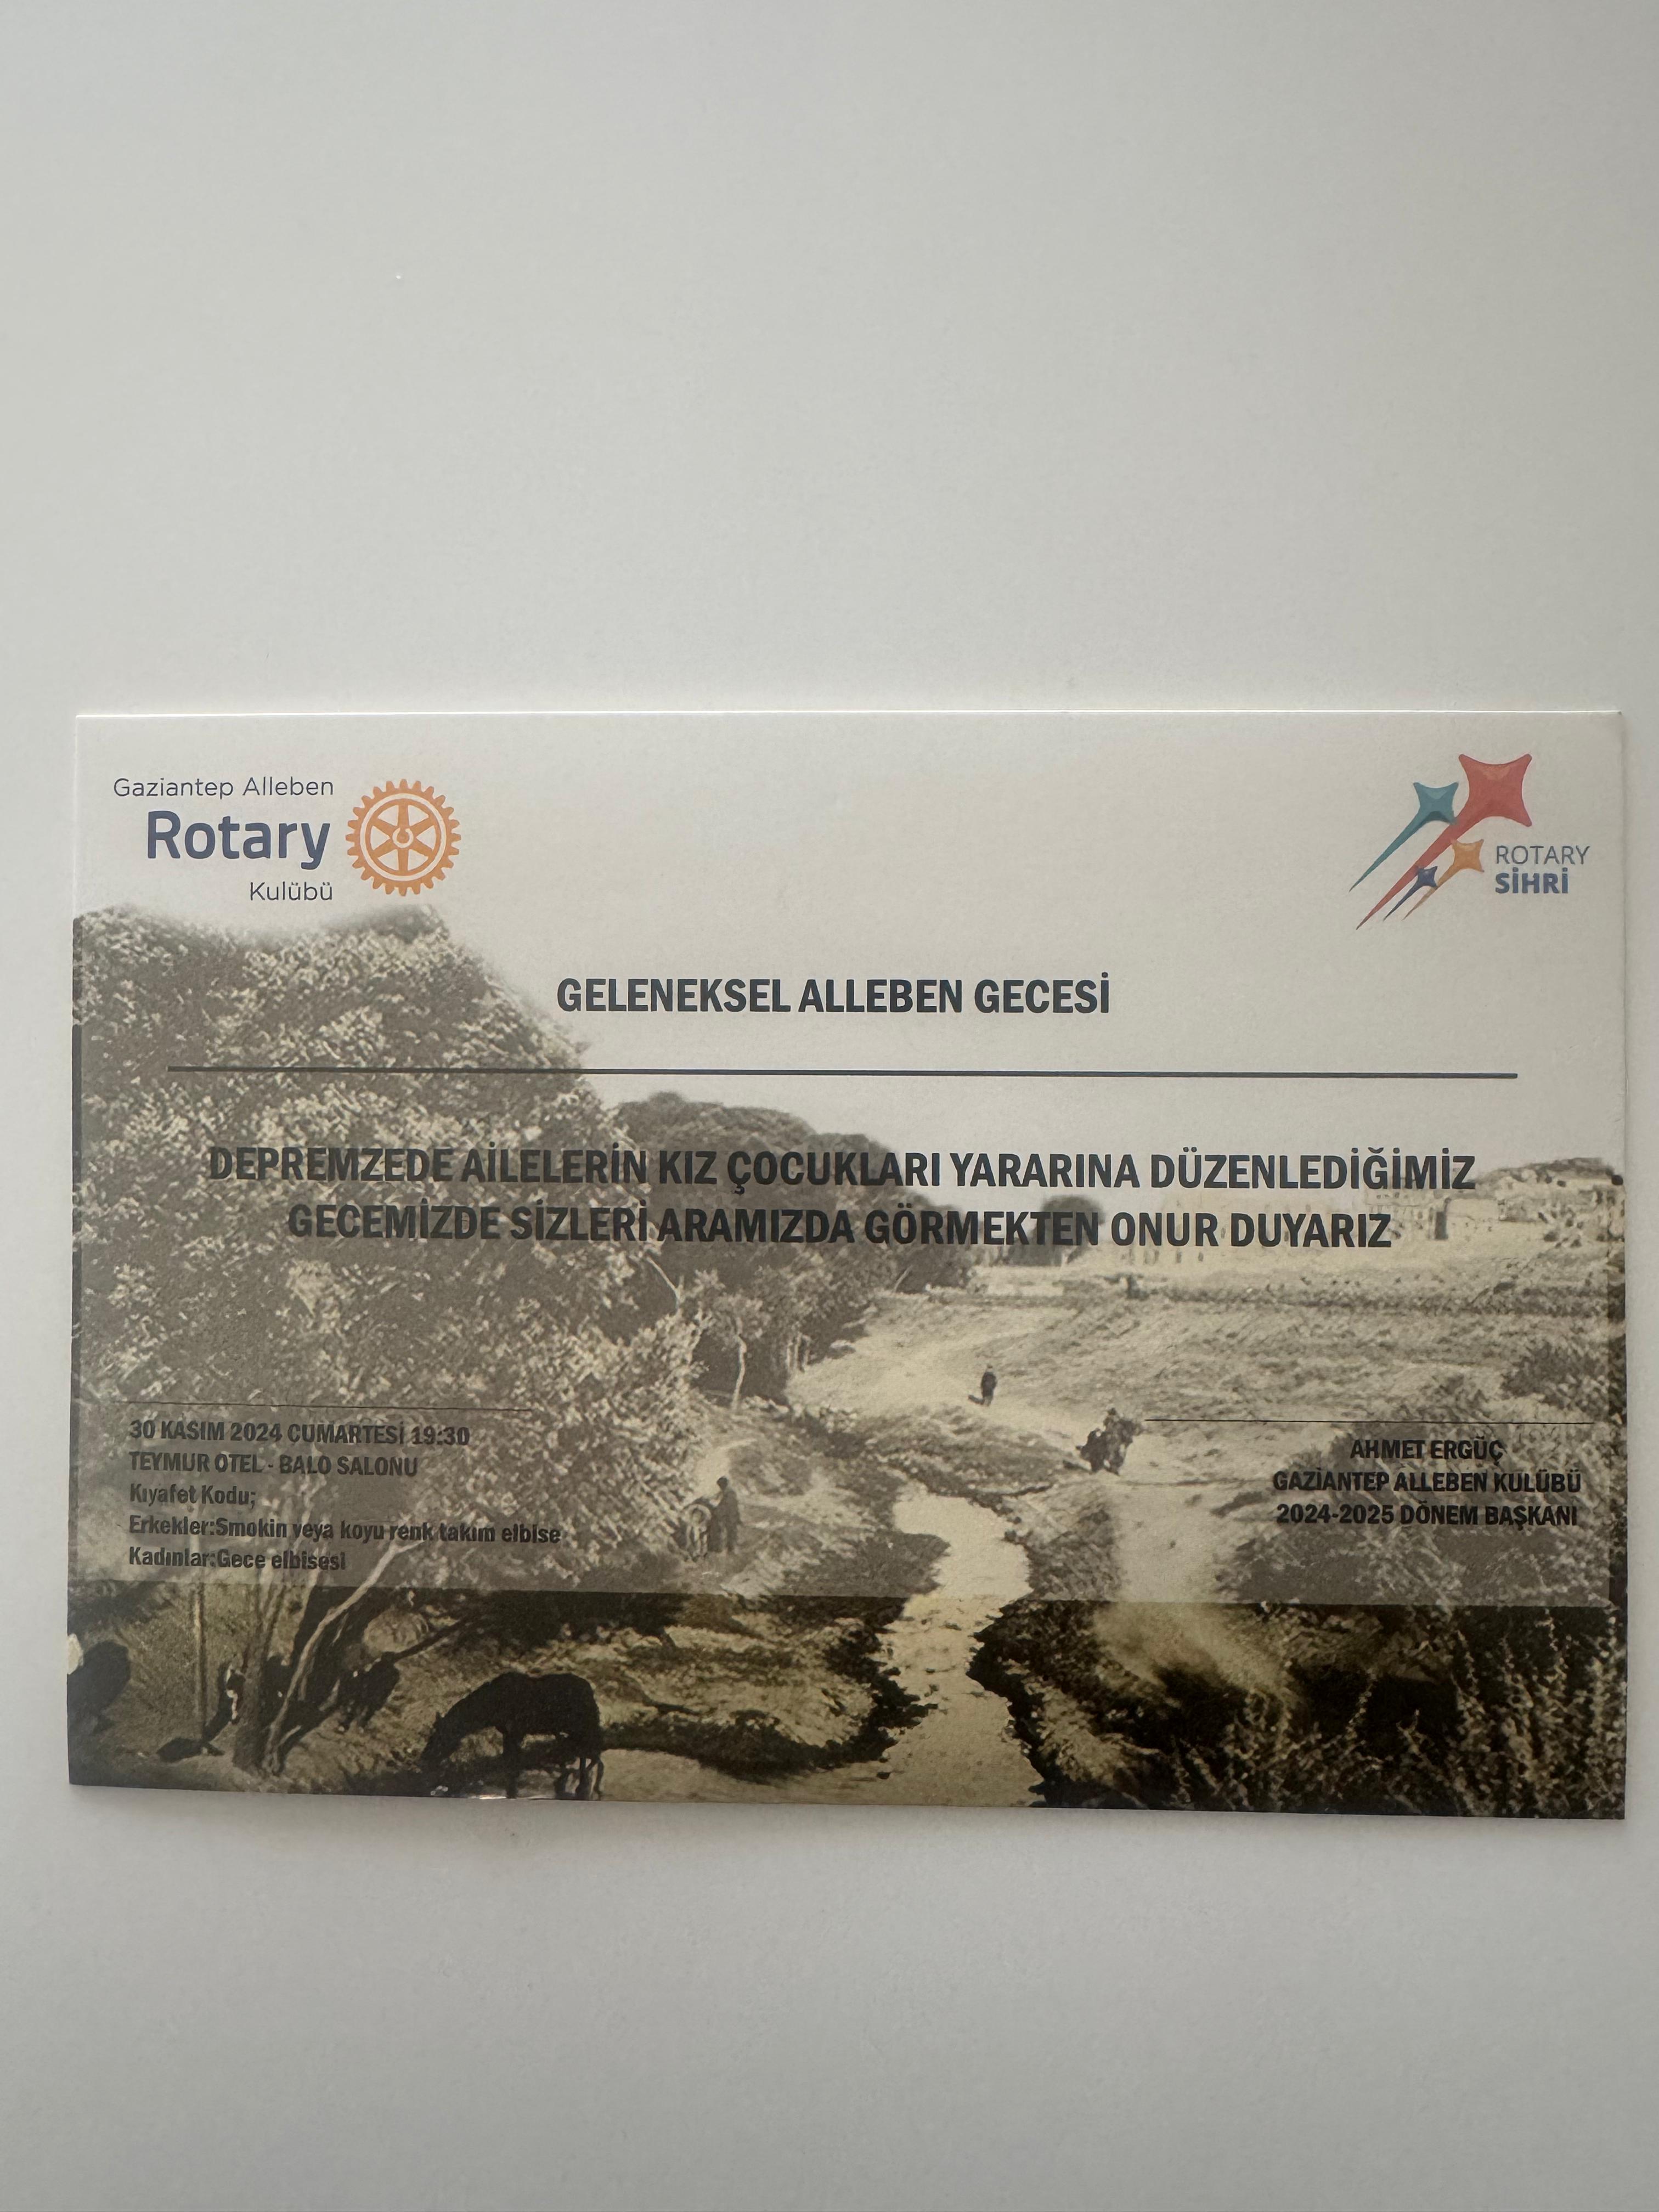 Gaziantep Alleben
Rotary
Kulübü
ROTARY
SİHRİ
GELENEKSEL ALLEBEN GECESİ
DEPREMZEDE AİLELERİN KIZ ÇOCUKLARI YARARINA DÜZENLEDİĞİMİZ
GECEMİZDE SİZLERİ ARAMIZDA GÖRMEKTEN ONUR DUYARIZ
30 KASIM 2024 CUMARTESİ 19:30
TEYMUR OTEL - BALO SALONU
Kıyafet Kodu;
Erkekler:Smokin veya koyu renk takım elbise
Kadınlar:Gece elbisesi
AHMET ERGÜÇ
GAZİANTEP ALLEBEN KULÜBÜ
2024-2025 DÖNEM BAŞKANI